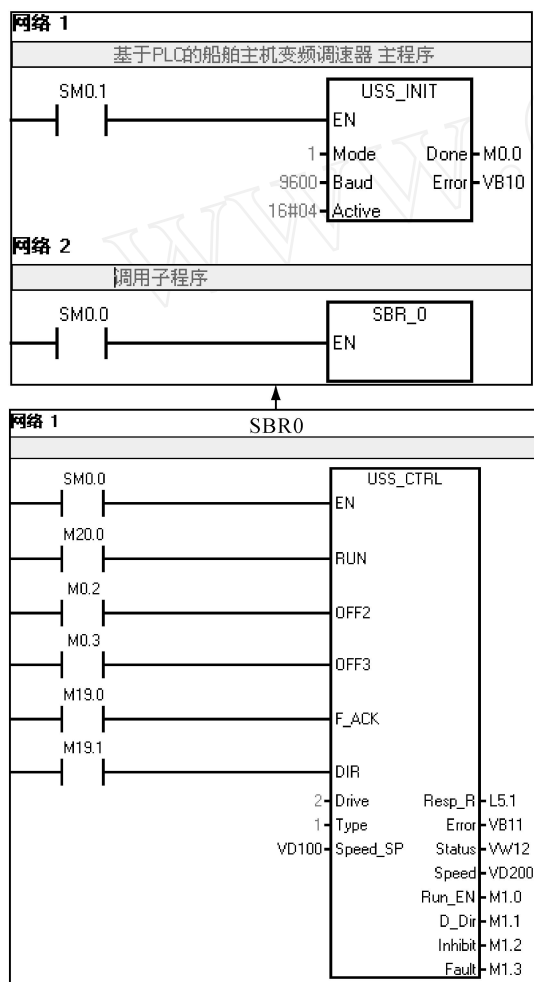 网络 1
基于PLC的船舶主机变频调速器 主程序
SM0.1
USS_INIT
EN
1 Mode Done M0.0
9600 Baud Error VB10
16#04 Active
网络 2
调用子程序
SM0.0
SBR_0
EN
网络 1
SBR0
SM0.0
USS_CTRL
EN
M20.0
RUN
M0.2
OFF2
M0.3
OFF3
M19.0
F_ACK
M19.1
DIR
2 Drive Resp_R L5.1
1 Type Error VB11
VD100 Speed_SP Status VW12
Speed VD200
Run_EN M1.0
D_Dir M1.1
Inhibit M1.2
Fault M1.3